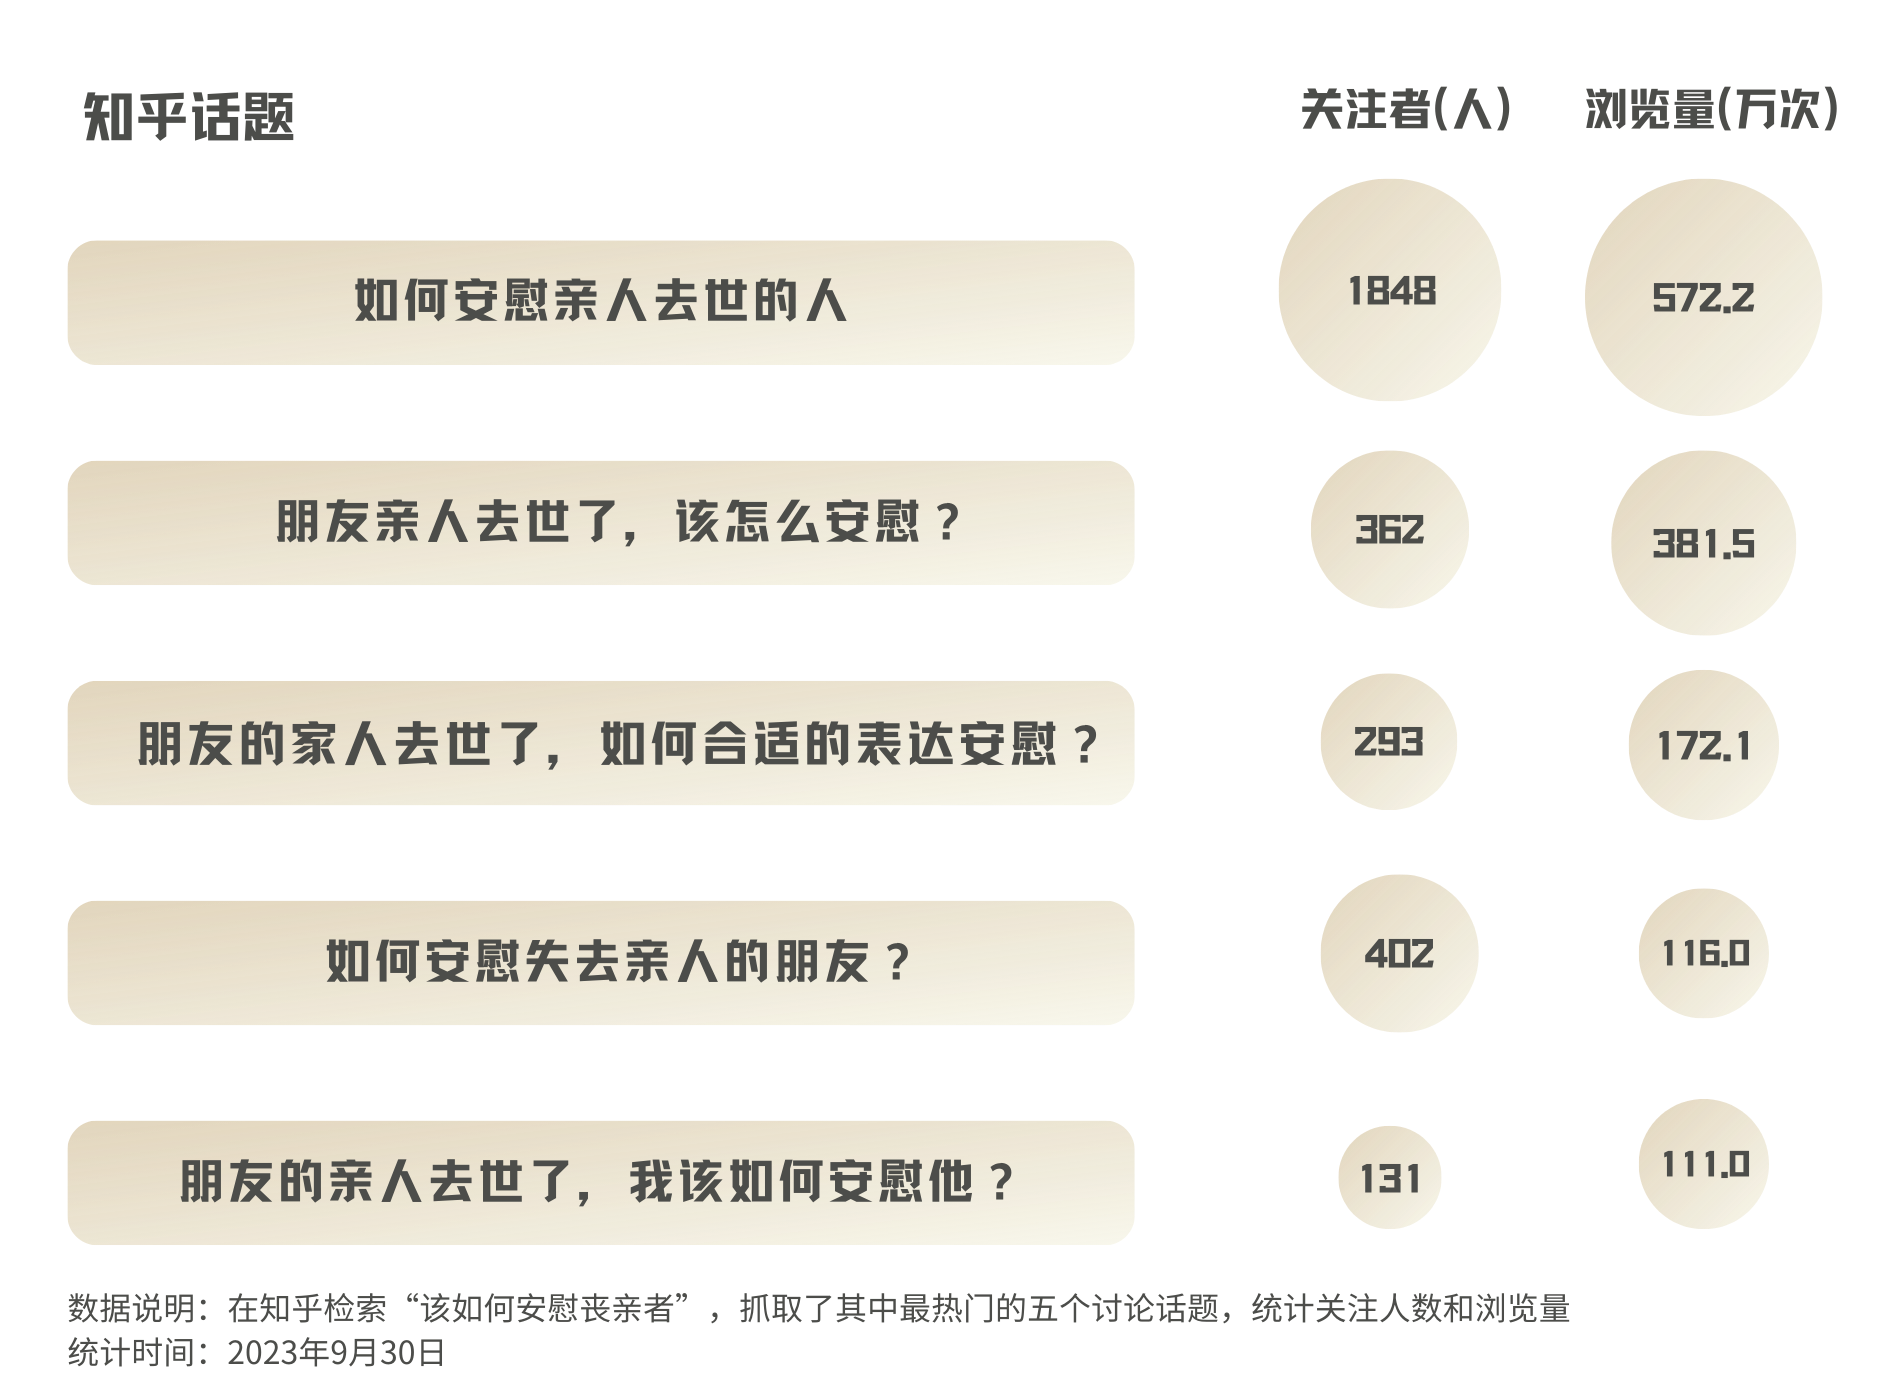 知乎话题 关注者(人) 浏览量(万次)
如何安慰亲人去世的人 1848 572.2
朋友亲人去世了，该怎么安慰？ 362 381.5
朋友的家人去世了，如何合适的表达安慰？ 293 172.1
如何安慰失去亲人的朋友？ 402 116.0
朋友的亲人去世了，我该如何安慰他？ 131 111.0
数据说明：在知乎检索“该如何安慰丧亲者”，抓取了其中最热门的五个讨论话题，统计关注人数和浏览量
统计时间：2023年9月30日